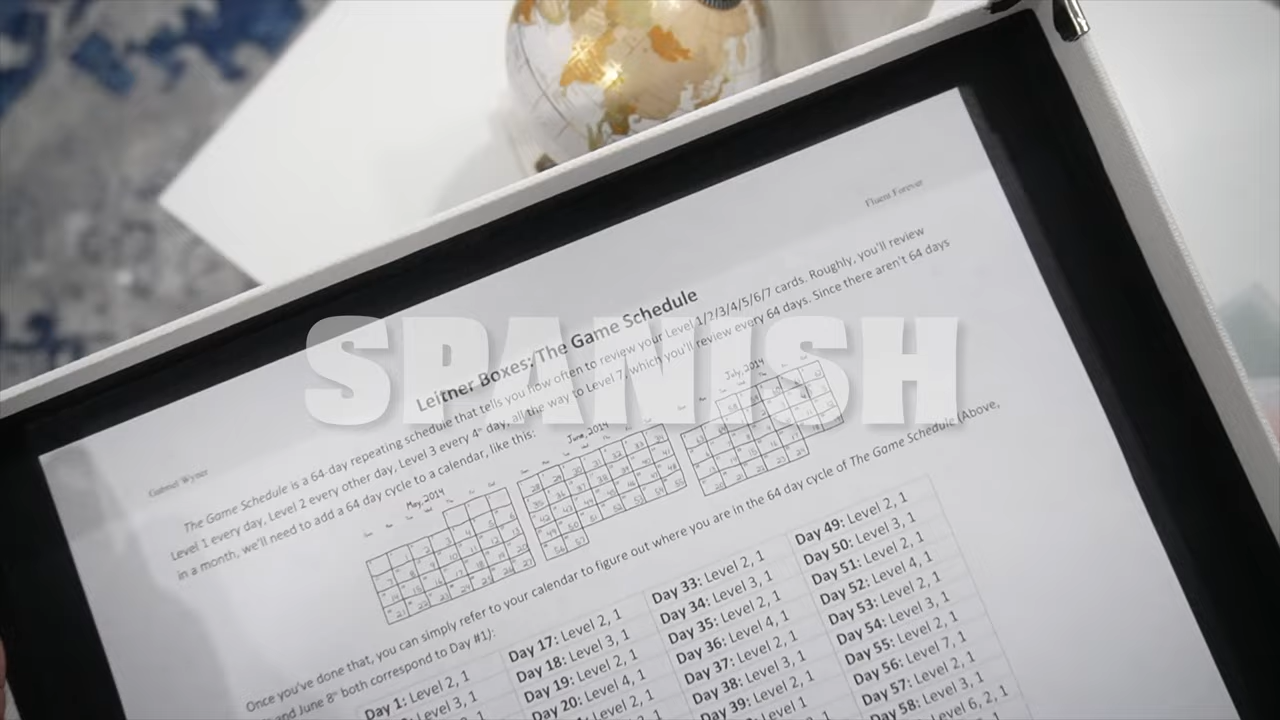 SPANISH
Gabriel Wyner
Fluent Forever
Leitner Boxes: The Game Schedule
The Game Schedule is a 64-day repeating schedule that tells you how often to review your Level 1/2/3/4/5/6/7 cards. Roughly, you'll review
Level 1 every day, Level 2 every other day, Level 3 every 4th day, all the way to Level 7, which you'll review every 64 days. Since there aren't 64 days
in a month, we'll need to add a 64 day cycle to a calendar, like this:
May, 2014
June, 2014
July, 2014
Once you've done that, you can simply refer to your calendar to figure out where you are in the 64 day cycle of The Game Schedule (Above,
and June 8th both correspond to Day #1):
Day 1: Level 2, 1
Level 3, 1
Day 17: Level 2, 1
Day 18: Level 3, 1
Day 19: Level 2, 1
Day 20: Level 4, 1
Day 33: Level 2, 1
Day 34: Level 3, 1
Day 35: Level 2, 1
Day 36: Level 4, 1
Day 37: Level 2, 1
Day 38: Level 3, 1
Day 39: Level 2, 1
Day 49: Level 2, 1
Day 50: Level 3, 1
Day 51: Level 2, 1
Day 52: Level 4, 1
Day 53: Level 2, 1
Day 54: Level 3, 1
Day 55: Level 2, 1
Day 56: Level 7, 1
Day 57: Level 2, 1
Day 58: Level 3, 1
Level 6, 2, 1